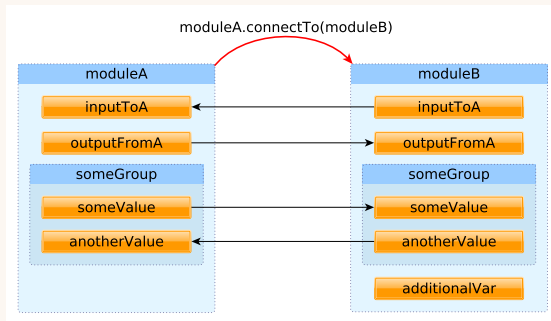 moduleA.connectTo(moduleB)
moduleA
inputToA
outputFromA
someGroup
someValue
anotherValue
moduleB
inputToA
outputFromA
someGroup
someValue
anotherValue
additionalVar